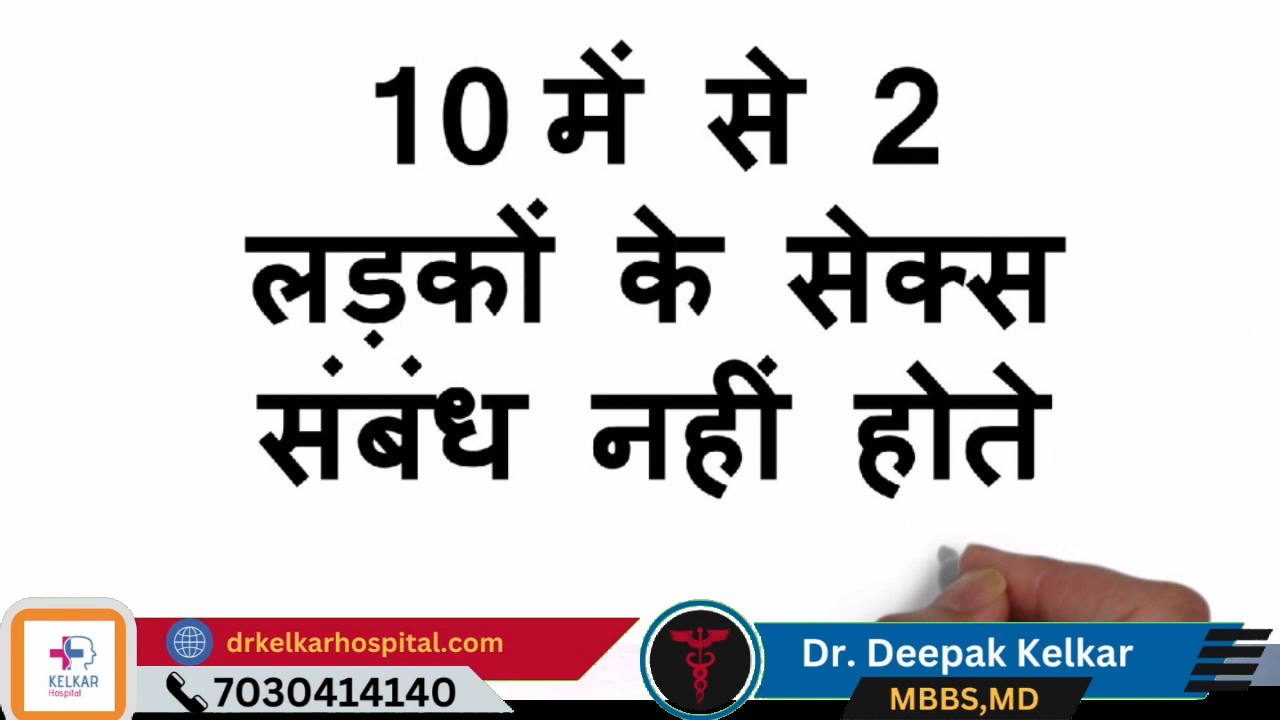 10 में से 2
लड़कों के सेक्स
संबंध नहीं होते
drkelkarhospital.com
KELKAR
Hospital
7030414140
Dr. Deepak Kelkar
MBBS,MD